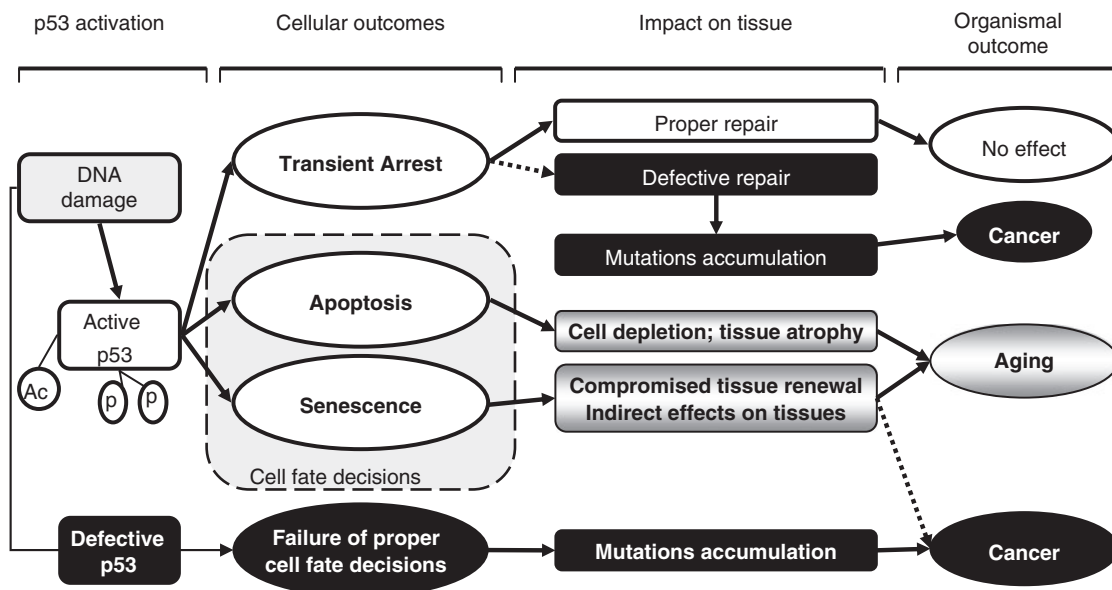 p53 activation
Cellular outcomes
Impact on tissue
Organismal
outcome
DNA
damage
Active
p53
Ac
p
p
Transient Arrest
Apoptosis
Senescence
Cell fate decisions
Proper repair
Defective repair
Mutations accumulation
Cell depletion; tissue atrophy
Compromised tissue renewal
Indirect effects on tissues
No effect
Cancer
Aging
Defective
p53
Failure of proper
cell fate decisions
Mutations accumulation
Cancer